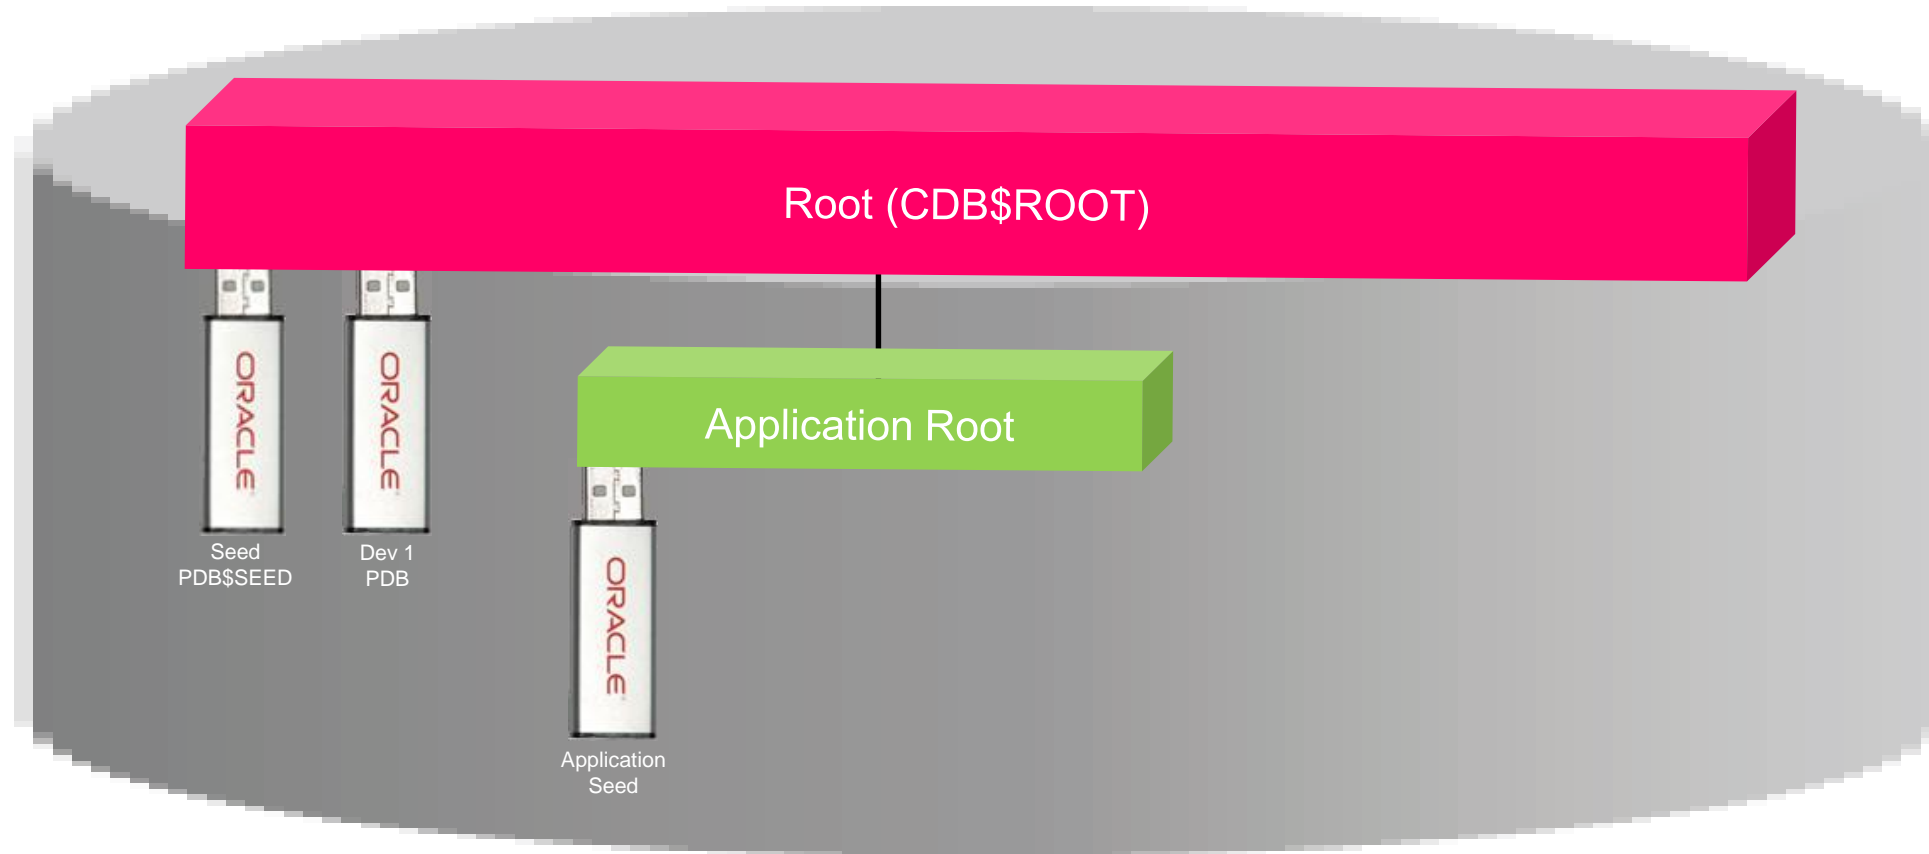 Root (CDB$ROOT)
ORACLE
ORACLE
Application Root
Seed
PDB$SEED
Dev 1
PDB
ORACLE
Application
Seed